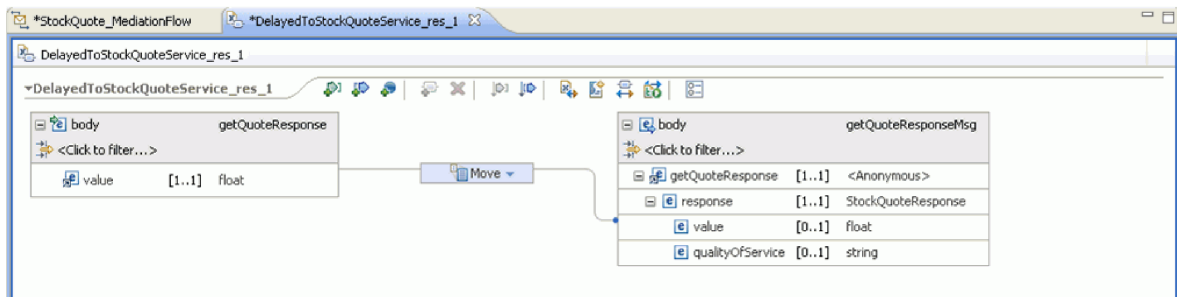 *StockQuote_MediationFlow *DelayedToStockQuoteService_res_1
DelayedToStockQuoteService_res_1
DelayedToStockQuoteService_res_1
body getQuoteResponse
<Click to filter...>
value [1..1] float
Move
body getQuoteResponseMsg
<Click to filter...>
getQuoteResponse [1..1] <Anonymous>
response [1..1] StockQuoteResponse
value [0..1] float
qualityOfService [0..1] string